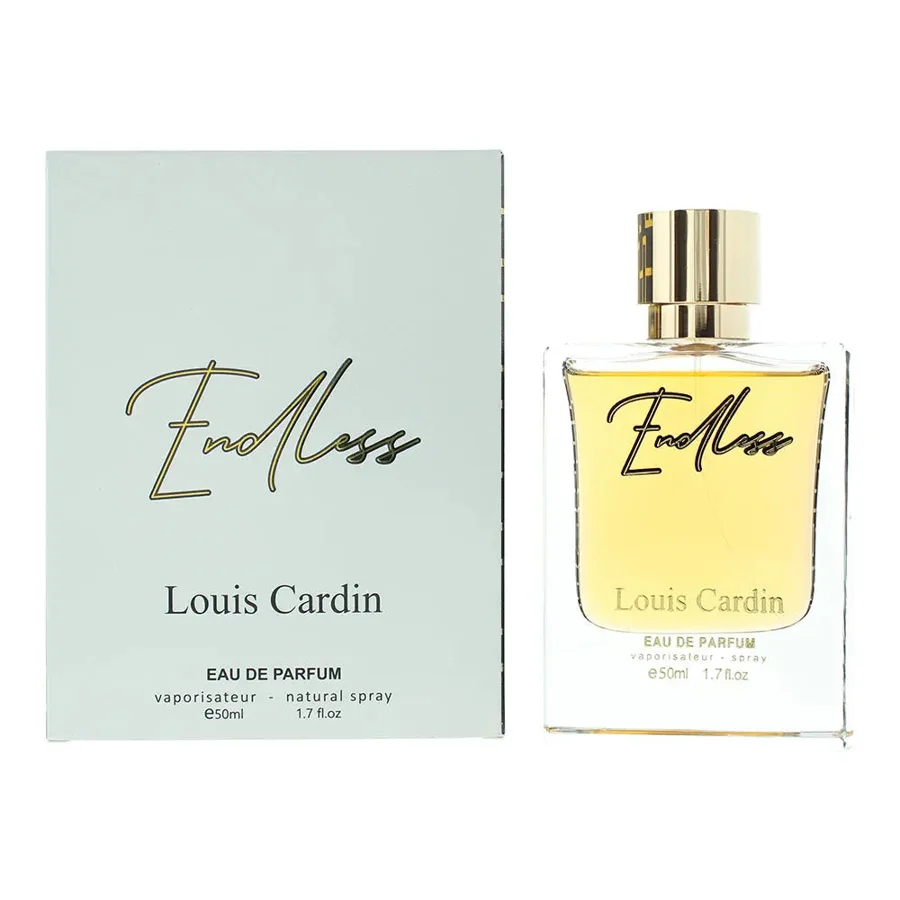 Endless
Louis Cardin
EAU DE PARFUM
vaporisateur - natural spray
℮50ml 1.7 fl.oz
Endless
Louis Cardin
EAU DE PARFUM
vaporisateur - spray
℮50ml 1.7 fl.oz